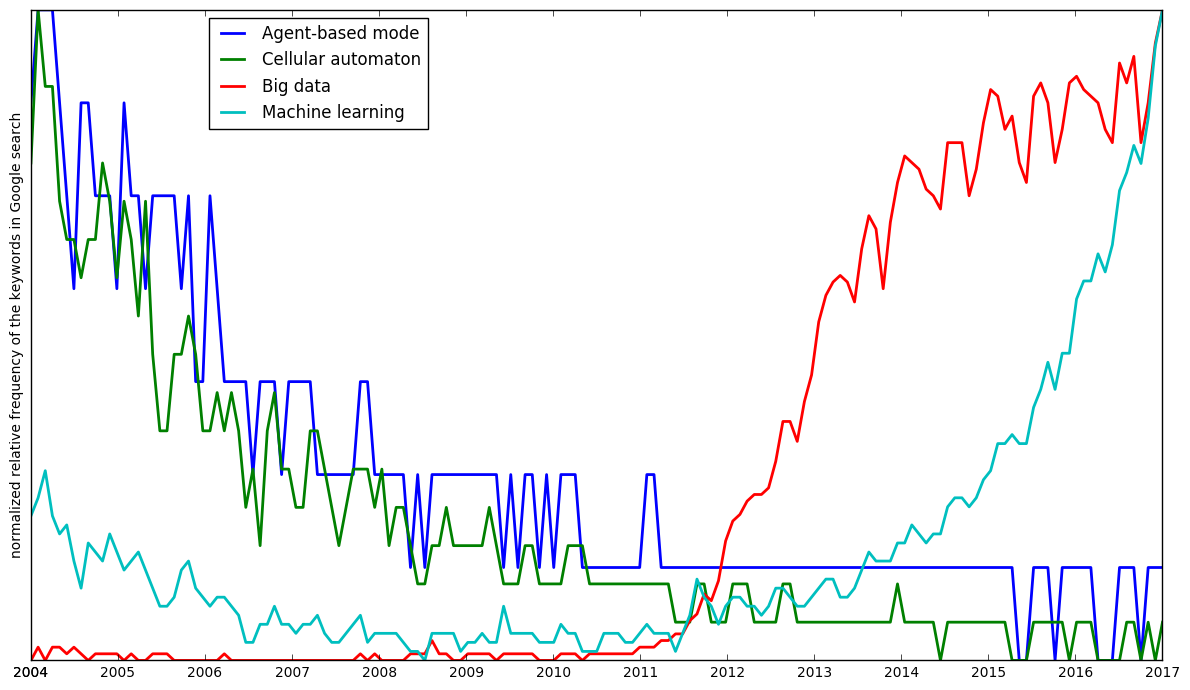 Agent-based mode
Cellular automaton
Big data
Machine learning
normalized relative frequency of the keywords in Google search
2004 2005 2006 2007 2008 2009 2010 2011 2012 2013 2014 2015 2016 2017